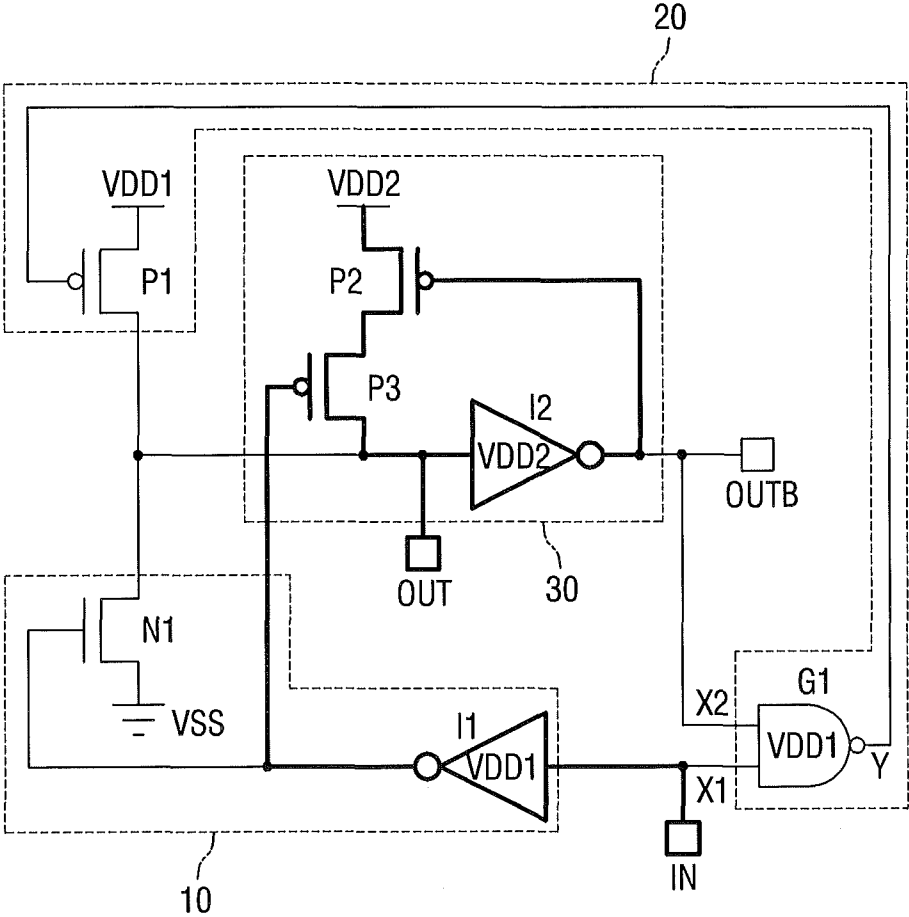 20
VDD1
VDD2
P1
P2
P3
I2
VDD2
OUTB
OUT
30
N1
G1
VSS
X2
I1
VDD1
VDD1
Y
X1
IN
10